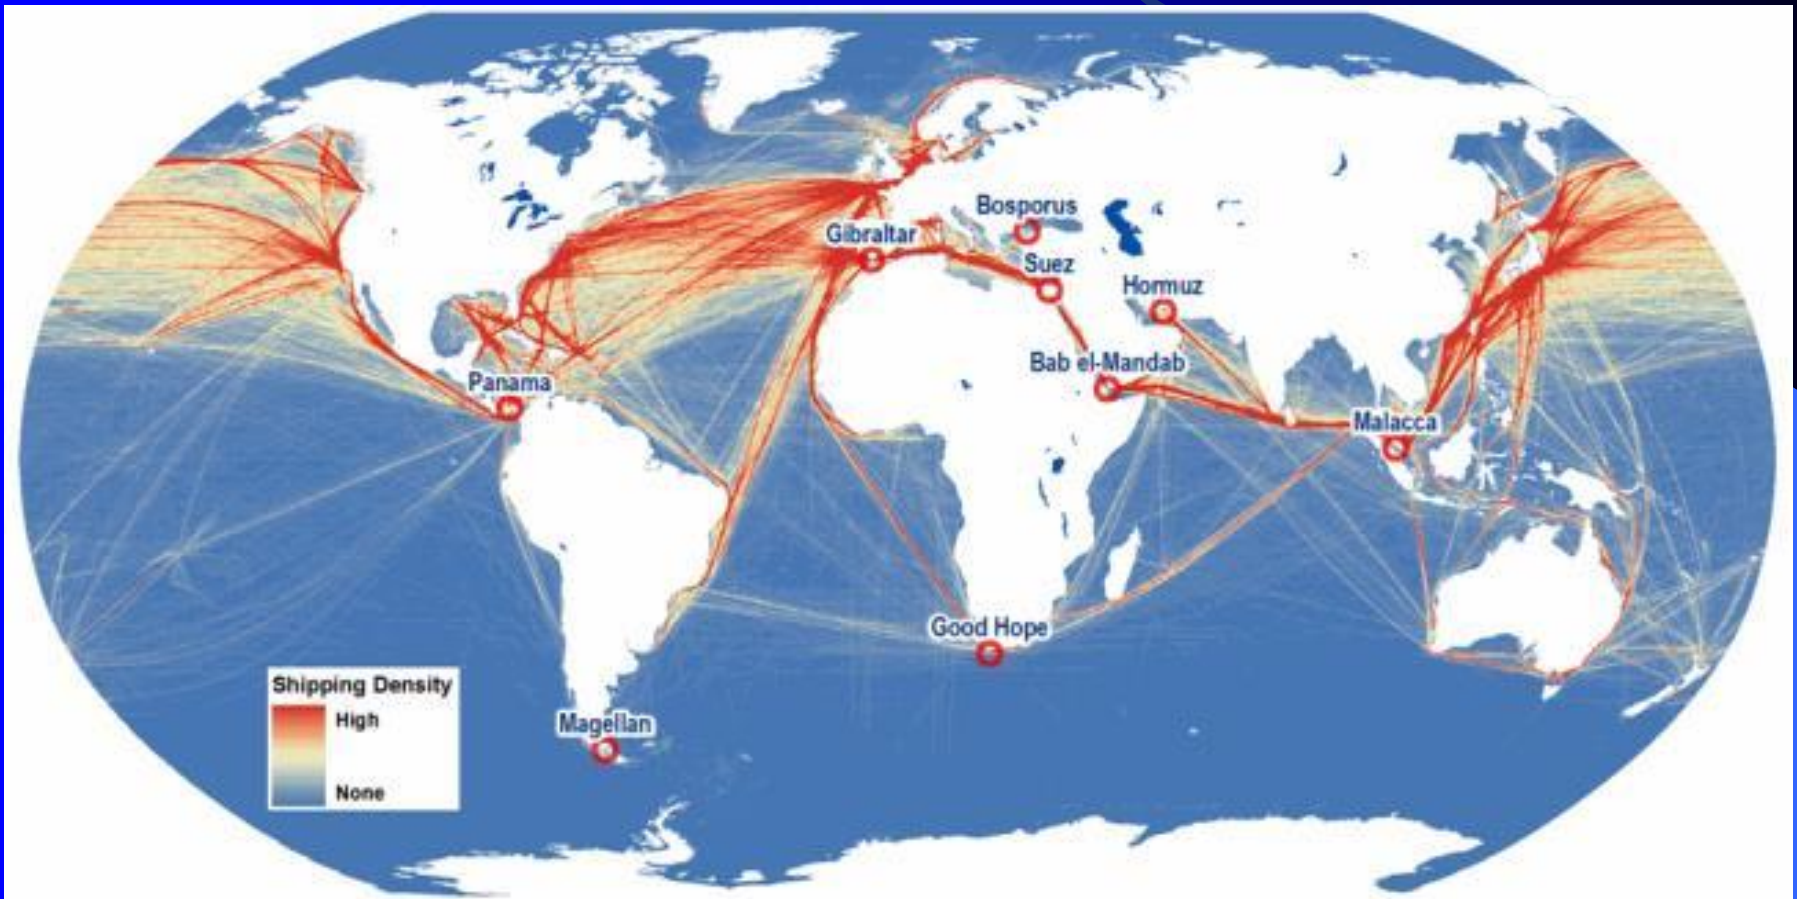 Bosporus
Gibraltar
Suez
Hormuz
Bab el-Mandab
Panama
Malacca
Good Hope
Shipping Density
High
None
Magellan